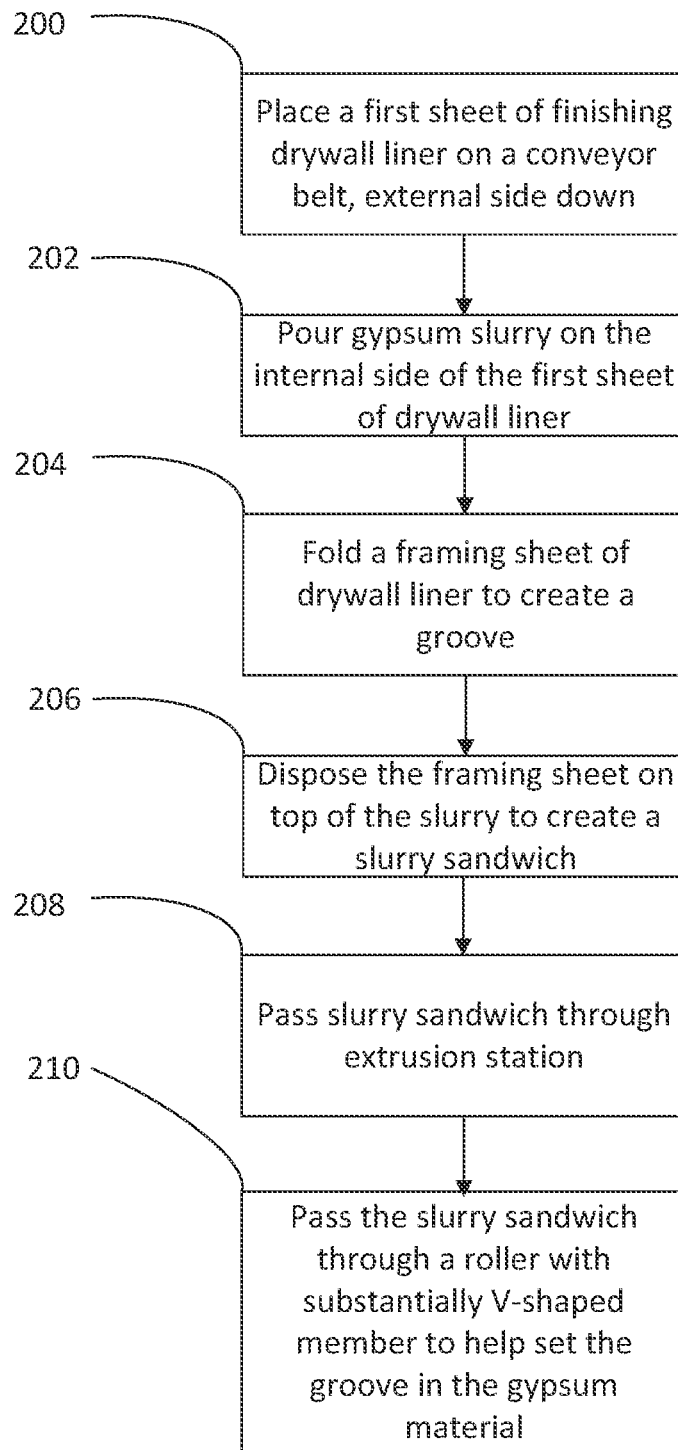 200
Place a first sheet of finishing
drywall liner on a conveyor
belt, external side down
202
Pour gypsum slurry on the
internal side of the first sheet
of drywall liner
204
Fold a framing sheet of
drywall liner to create a
groove
206
Dispose the framing sheet on
top of the slurry to create a
slurry sandwich
208
Pass slurry sandwich through
extrusion station
210
Pass the slurry sandwich
through a roller with
substantially V-shaped
member to help set the
groove in the gypsum
material